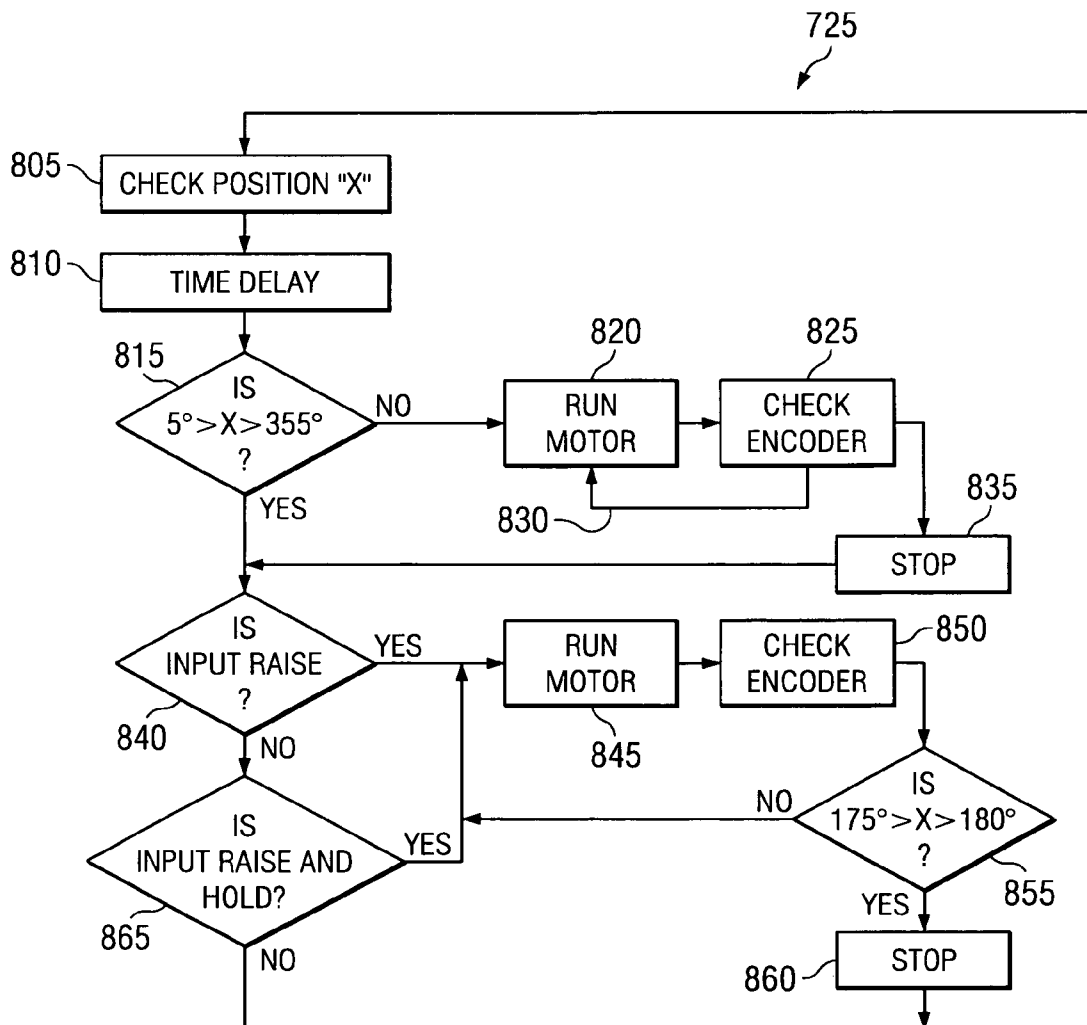 725
805
CHECK POSITION "X"
810
TIME DELAY
815
IS
5°>X>355°
?
NO
YES
820
RUN
MOTOR
825
CHECK
ENCODER
830
835
STOP
IS
INPUT RAISE
?
840
YES
NO
RUN
MOTOR
845
850
CHECK
ENCODER
IS
175°>X>180°
?
855
NO
YES
IS
INPUT RAISE AND
HOLD?
865
YES
NO
860
STOP